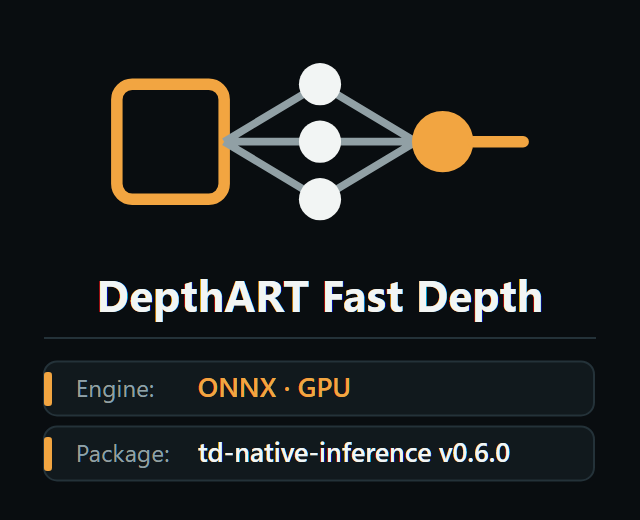 DepthART Fast Depth
Engine: ONNX · GPU
Package: td-native-inference v0.6.0